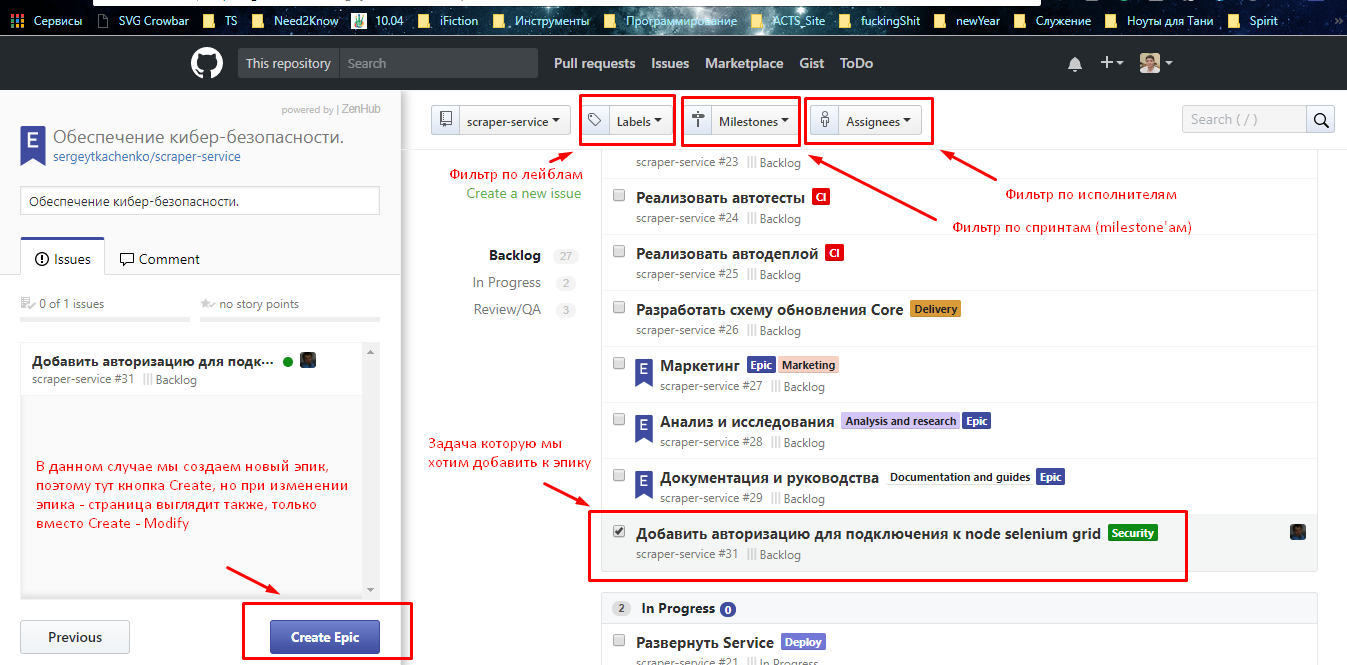 Сервисы
SVG Crowbar
TS
Need2Know
10.04
iFiction
Инструменты
Программирование
ACTS_Site
fuckingShit
newYear
Служение
Ноуты для Тани
Spirit
»
This repository
Search
Pull requests
Issues
Marketplace
Gist
ToDo
powered by | ZenHub
E
Обеспечение кибер-безопасности.
sergeytkachenko/scraper-service
Обеспечение кибер-безопасности.
Issues
Comment
0 of 1 issues
no story points
Добавить авторизацию для подк···
scraper-service #31
Backlog
В данном случае мы создаем новый эпик,
поэтому тут кнопка Create, но при изменении
эпика - страница выглядит также, только
вместо Create - Modify
Previous
Create Epic
scraper-service
Labels
Milestones
Assignees
Search ( / )
Фильтр по лейблам
Create a new issue
Фильтр по исполнителям
Фильтр по спринтам (milestone'ам)
Backlog 27
In Progress 2
Review/QA 3
Задача которую мы
хотим добавить к эпику
scraper-service #23 Backlog
Реализовать автотесты CI
scraper-service #24 Backlog
Реализовать автодеплой CI
scraper-service #25 Backlog
Разработать схему обновления Core Delivery
scraper-service #26 Backlog
E Маркетинг Epic Marketing
scraper-service #27 Backlog
E Анализ и исследования Analysis and research Epic
scraper-service #28 Backlog
E Документация и руководства Documentation and guides Epic
scraper-service #29 Backlog
Добавить авторизацию для подключения к node selenium grid Security
scraper-service #31 Backlog
2 In Progress 0
Развернуть Service Deploy
scraper-service #21 In Progress